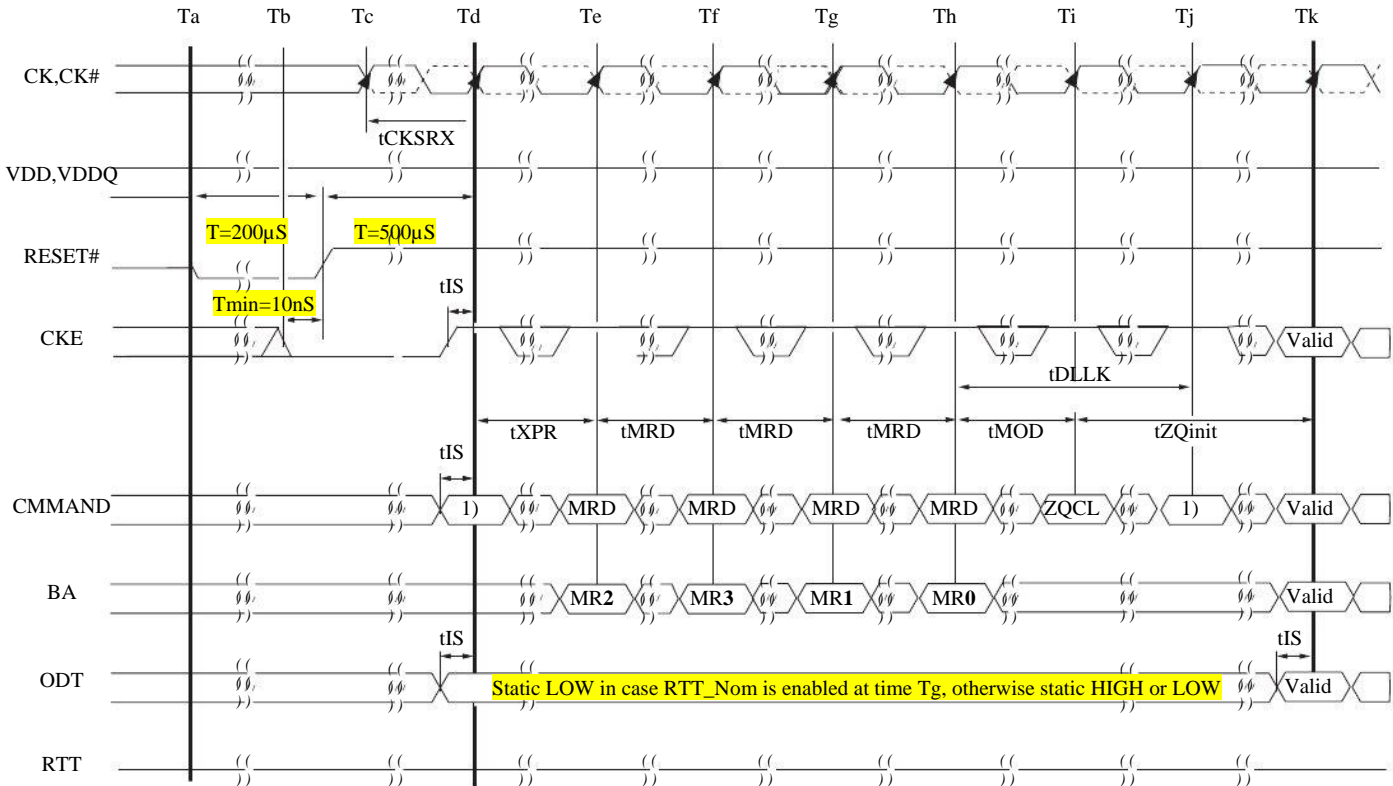 Ta Tb Tc Td Te Tf Tg Th Ti Tj Tk
CK,CK#
tCKSRX
VDD,VDDQ
T=200µS T=500µS
RESET#
tIS
Tmin=10nS
CKE Valid
tDLLK
tXPR tMRD tMRD tMRD tMOD tZQinit
tIS
CMMAND 1) MRD MRD MRD MRD ZQCL 1) Valid
BA MR2 MR3 MR1 MR0 Valid
tIS tIS
ODT Static LOW in case RTT_Nom is enabled at time Tg, otherwise static HIGH or LOW Valid
RTT